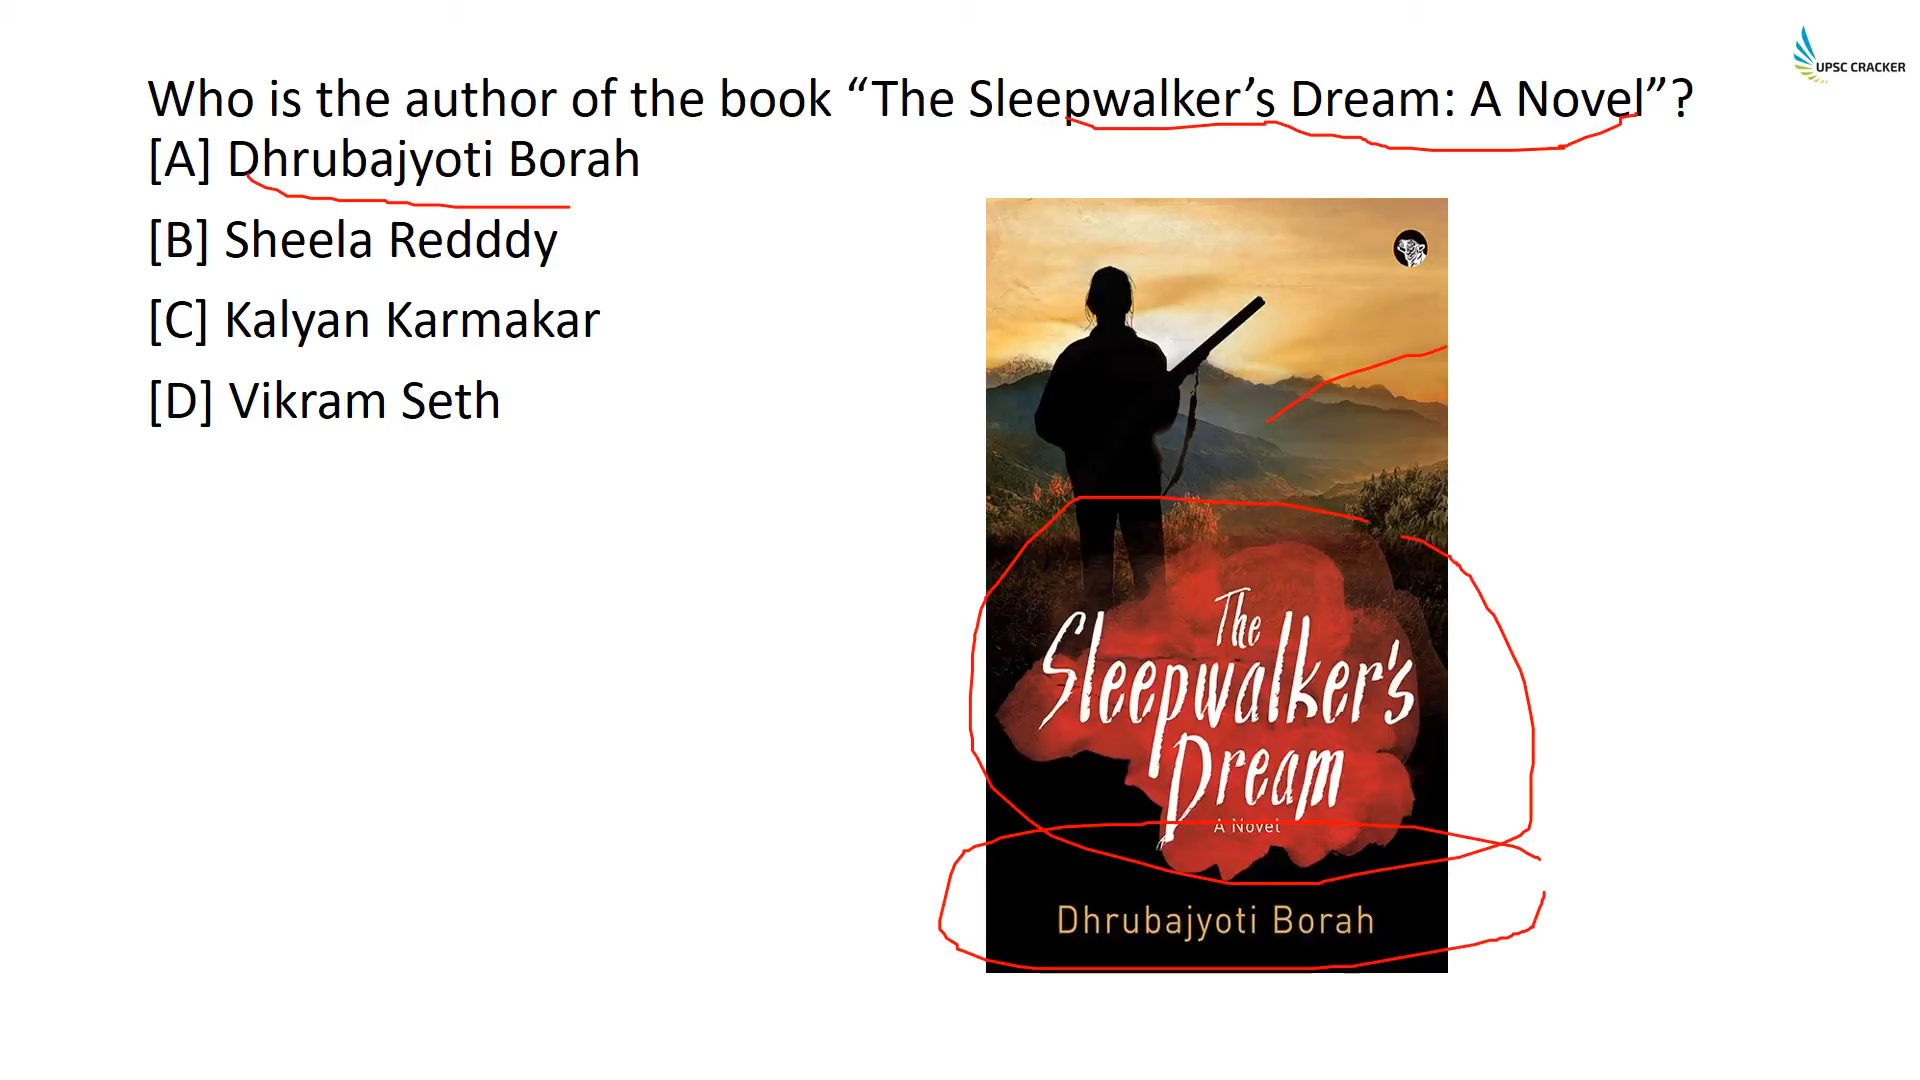 UPSC CRACKER
Who is the author of the book “The Sleepwalker’s Dream: A Novel”?
[A] Dhrubajyoti Borah
[B] Sheela Redddy
[C] Kalyan Karmakar
[D] Vikram Seth
The
Sleepwalker's
Dream
A Novel
Dhrubajyoti Borah